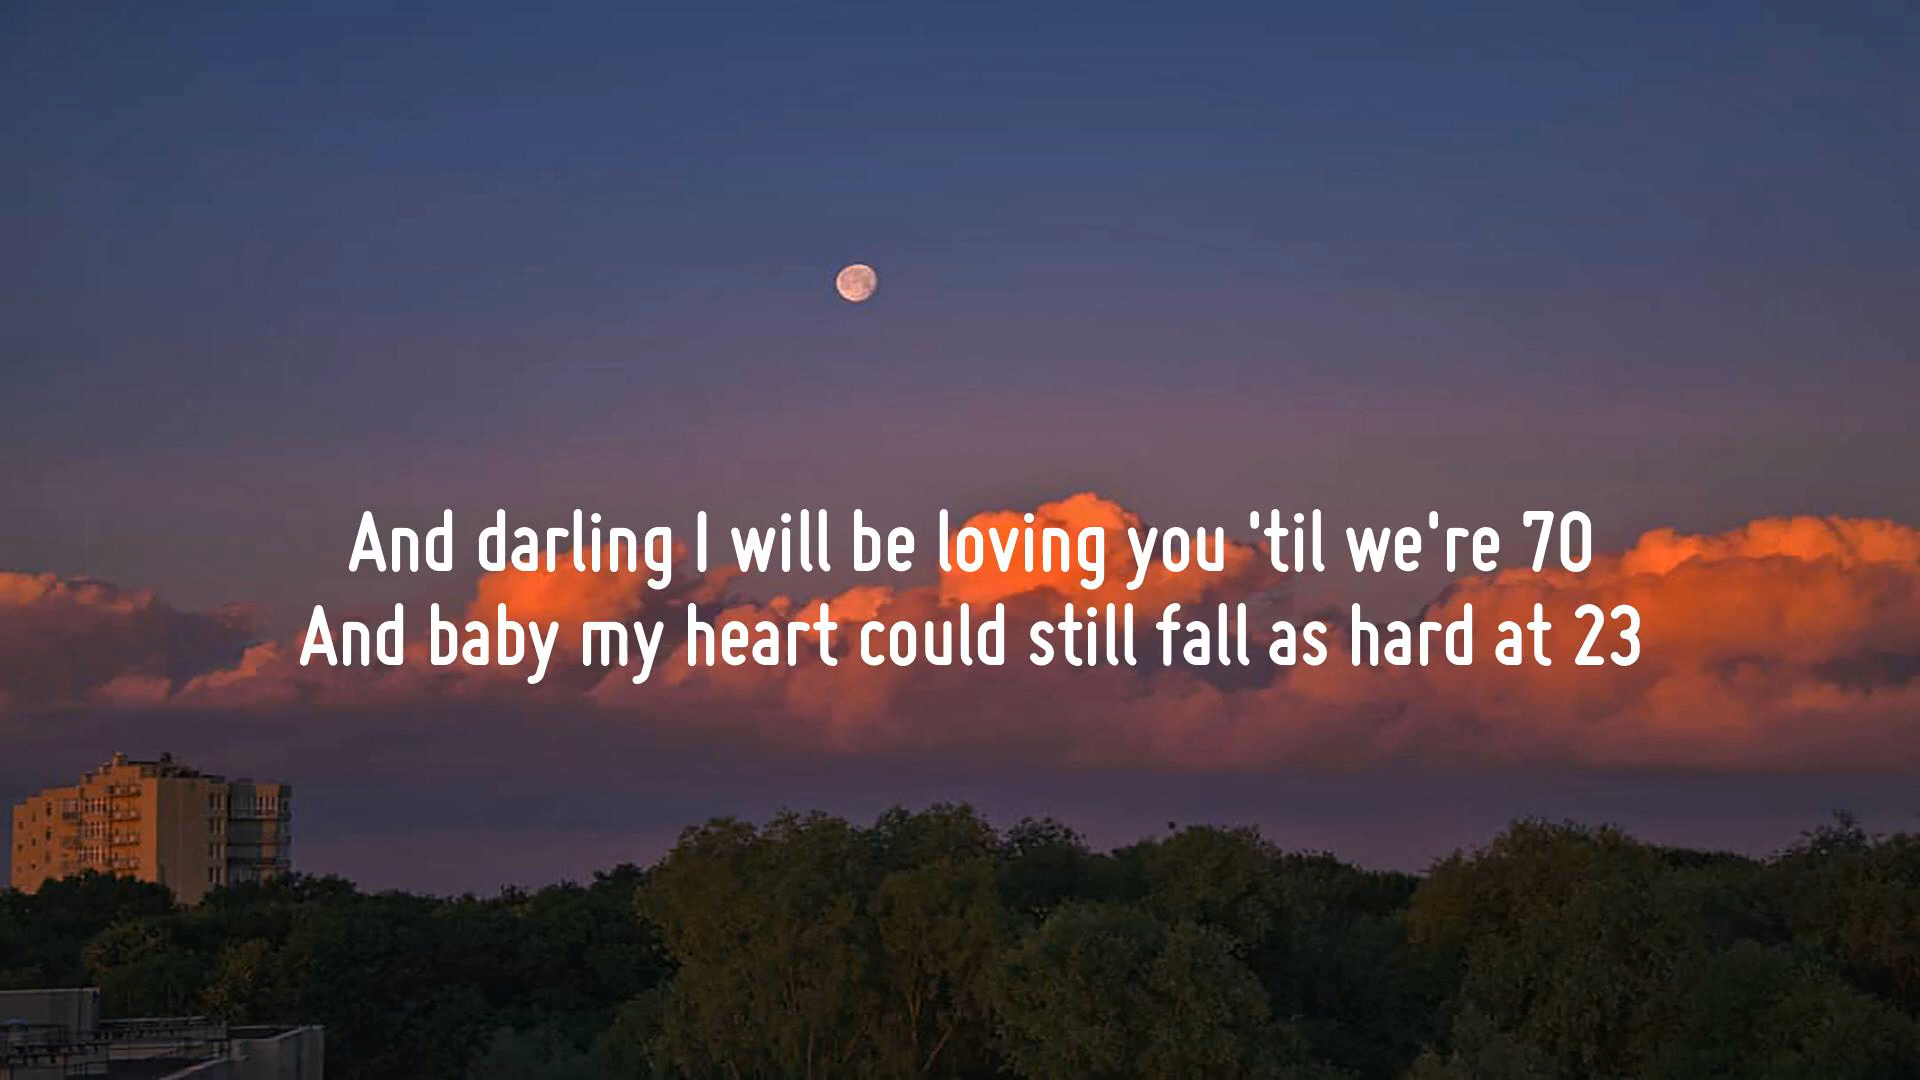 And darling I will be loving you 'til we're 70
And baby my heart could still fall as hard at 23